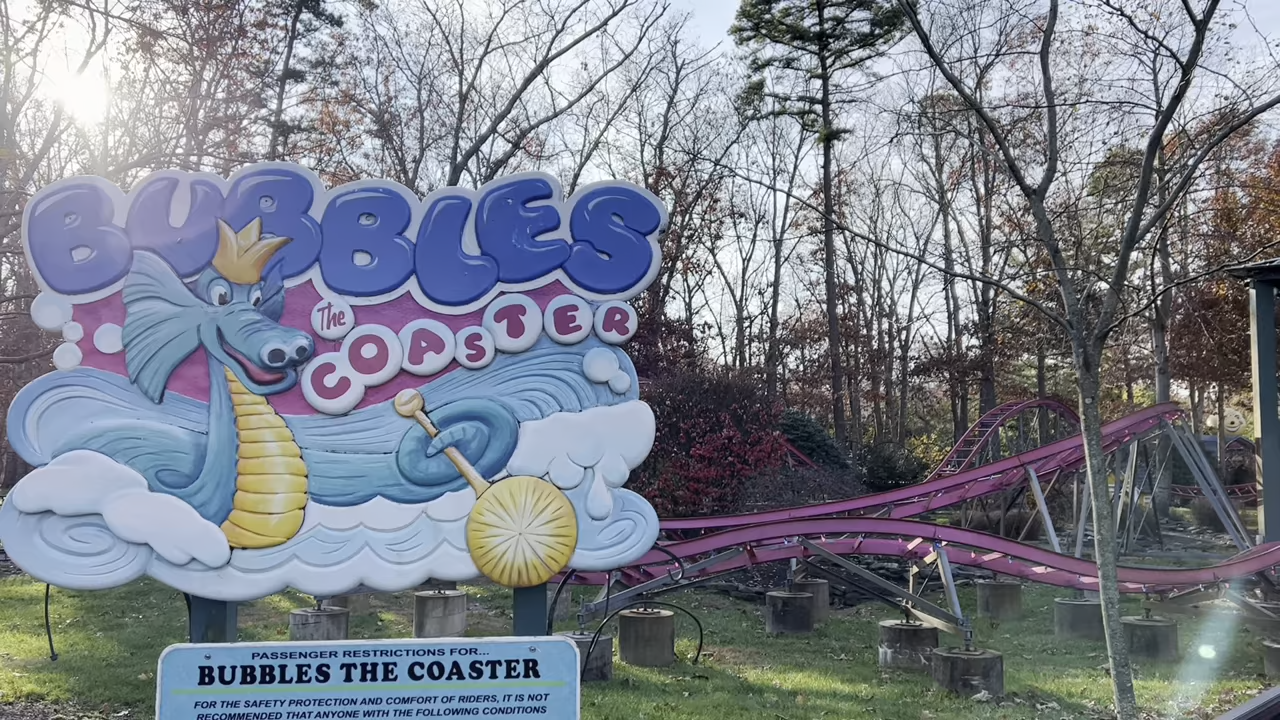 BUBBLES
the
COASTER
PASSENGER RESTRICTIONS FOR...
BUBBLES THE COASTER
FOR THE SAFETY PROTECTION AND COMFORT OF RIDERS, IT IS NOT
RECOMMENDED THAT ANYONE WITH THE FOLLOWING CONDITIONS